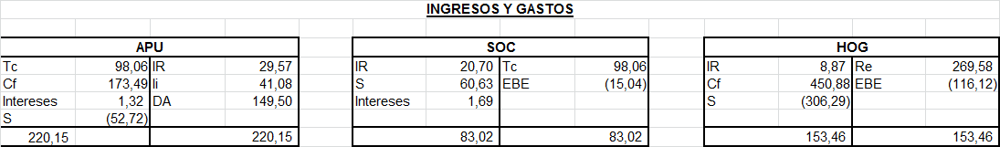 INGRESOS Y GASTOS
APU SOC HOG
Tc 98,06 IR 29,57 IR 20,70 Tc 98,06 IR 8,87 Re 269,58
Cf 173,49 Ii 41,08 S 60,63 EBE (15,04) Cf 450,88 EBE (116,12)
Intereses 1,32 DA 149,50 Intereses 1,69 S (306,29)
S (52,72)
220,15 220,15 83,02 83,02 153,46 153,46